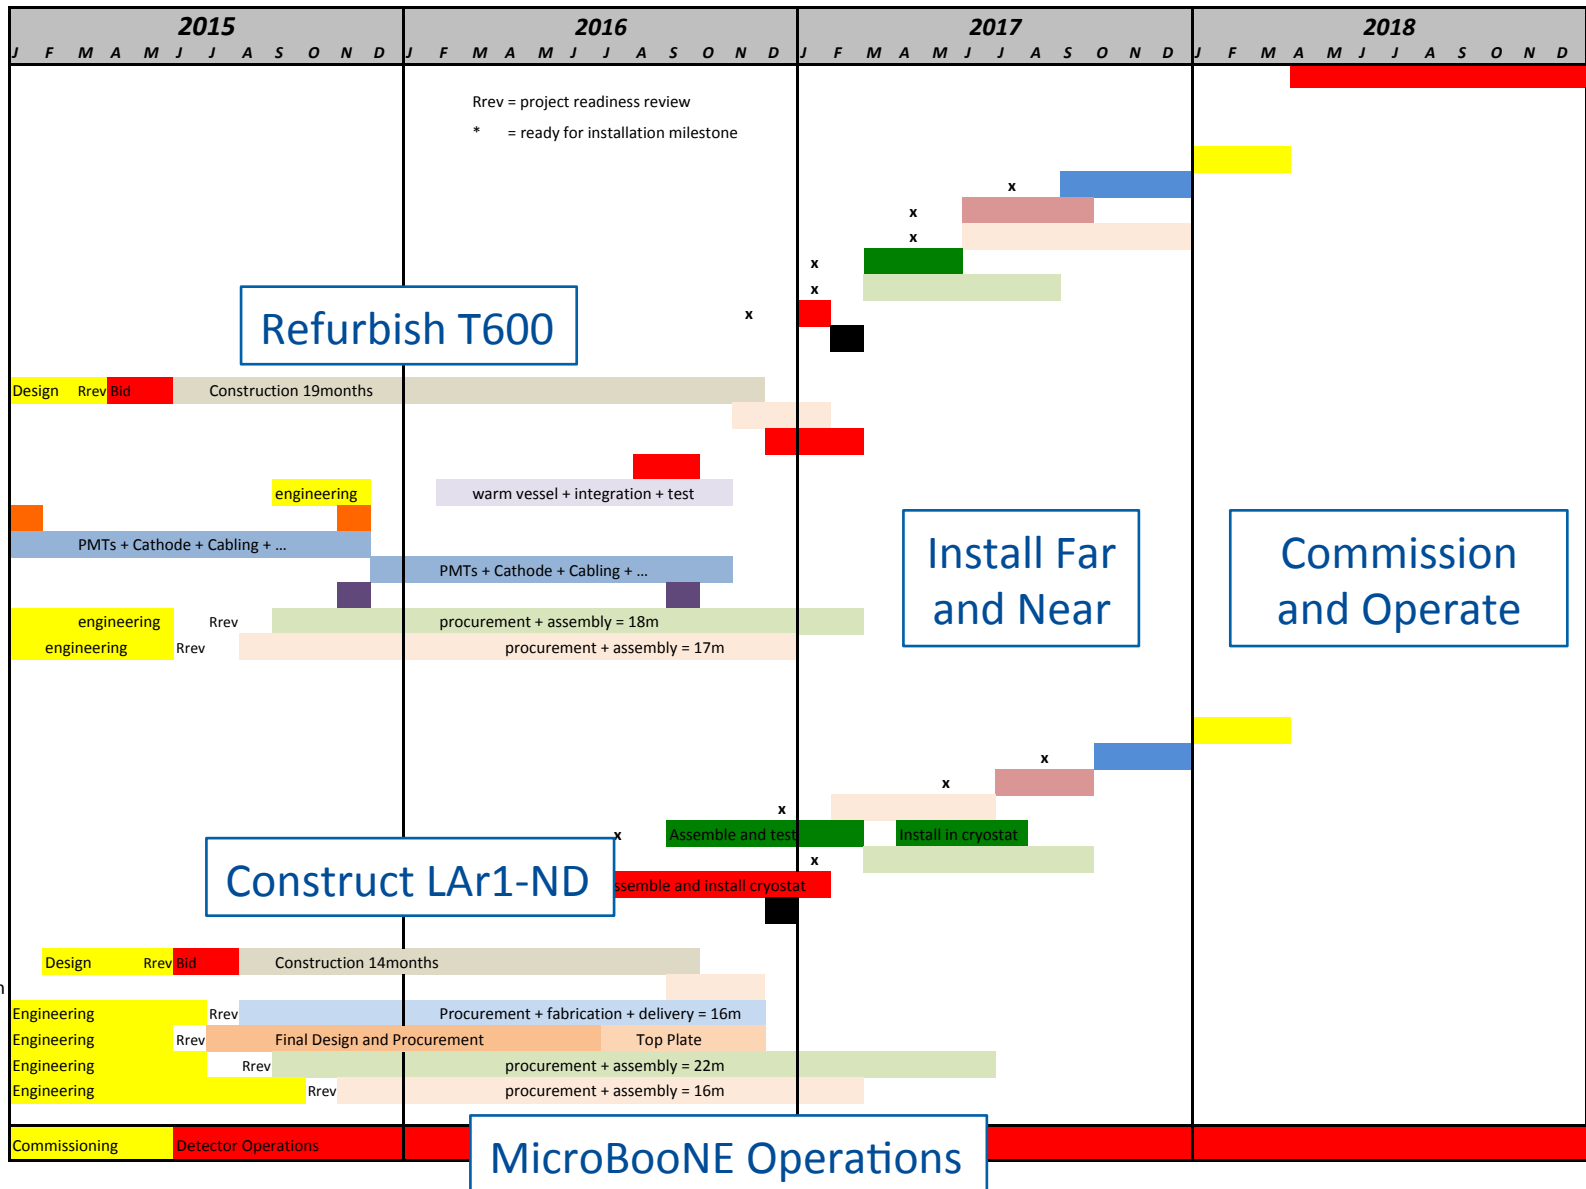 2015 2016 2017 2018
J F M A M J J A S O N D J F M A M J J A S O N D J F M A M J J A S O N D J F M A M J J A S O N D
Rrev = project readiness review
* = ready for installation milestone
x
x
x
x
x
x
Refurbish T600
Design Rrev Bid Construction 19months
engineering warm vessel + integration + test
PMTs + Cathode + Cabling + ...
PMTs + Cathode + Cabling + ...
Install Far
and Near
Commission
and Operate
engineering Rrev procurement + assembly = 18m
engineering Rrev procurement + assembly = 17m
x
x
x
x Assemble and test Install in cryostat
x
Construct LAr1-ND
ssemble and install cryostat
Design Rrev Bid Construction 14months
n
Engineering Rrev Procurement + fabrication + delivery = 16m
Engineering Rrev Final Design and Procurement Top Plate
Engineering Rrev procurement + assembly = 22m
Engineering Rrev procurement + assembly = 16m
Commissioning Detector Operations
MicroBooNE Operations